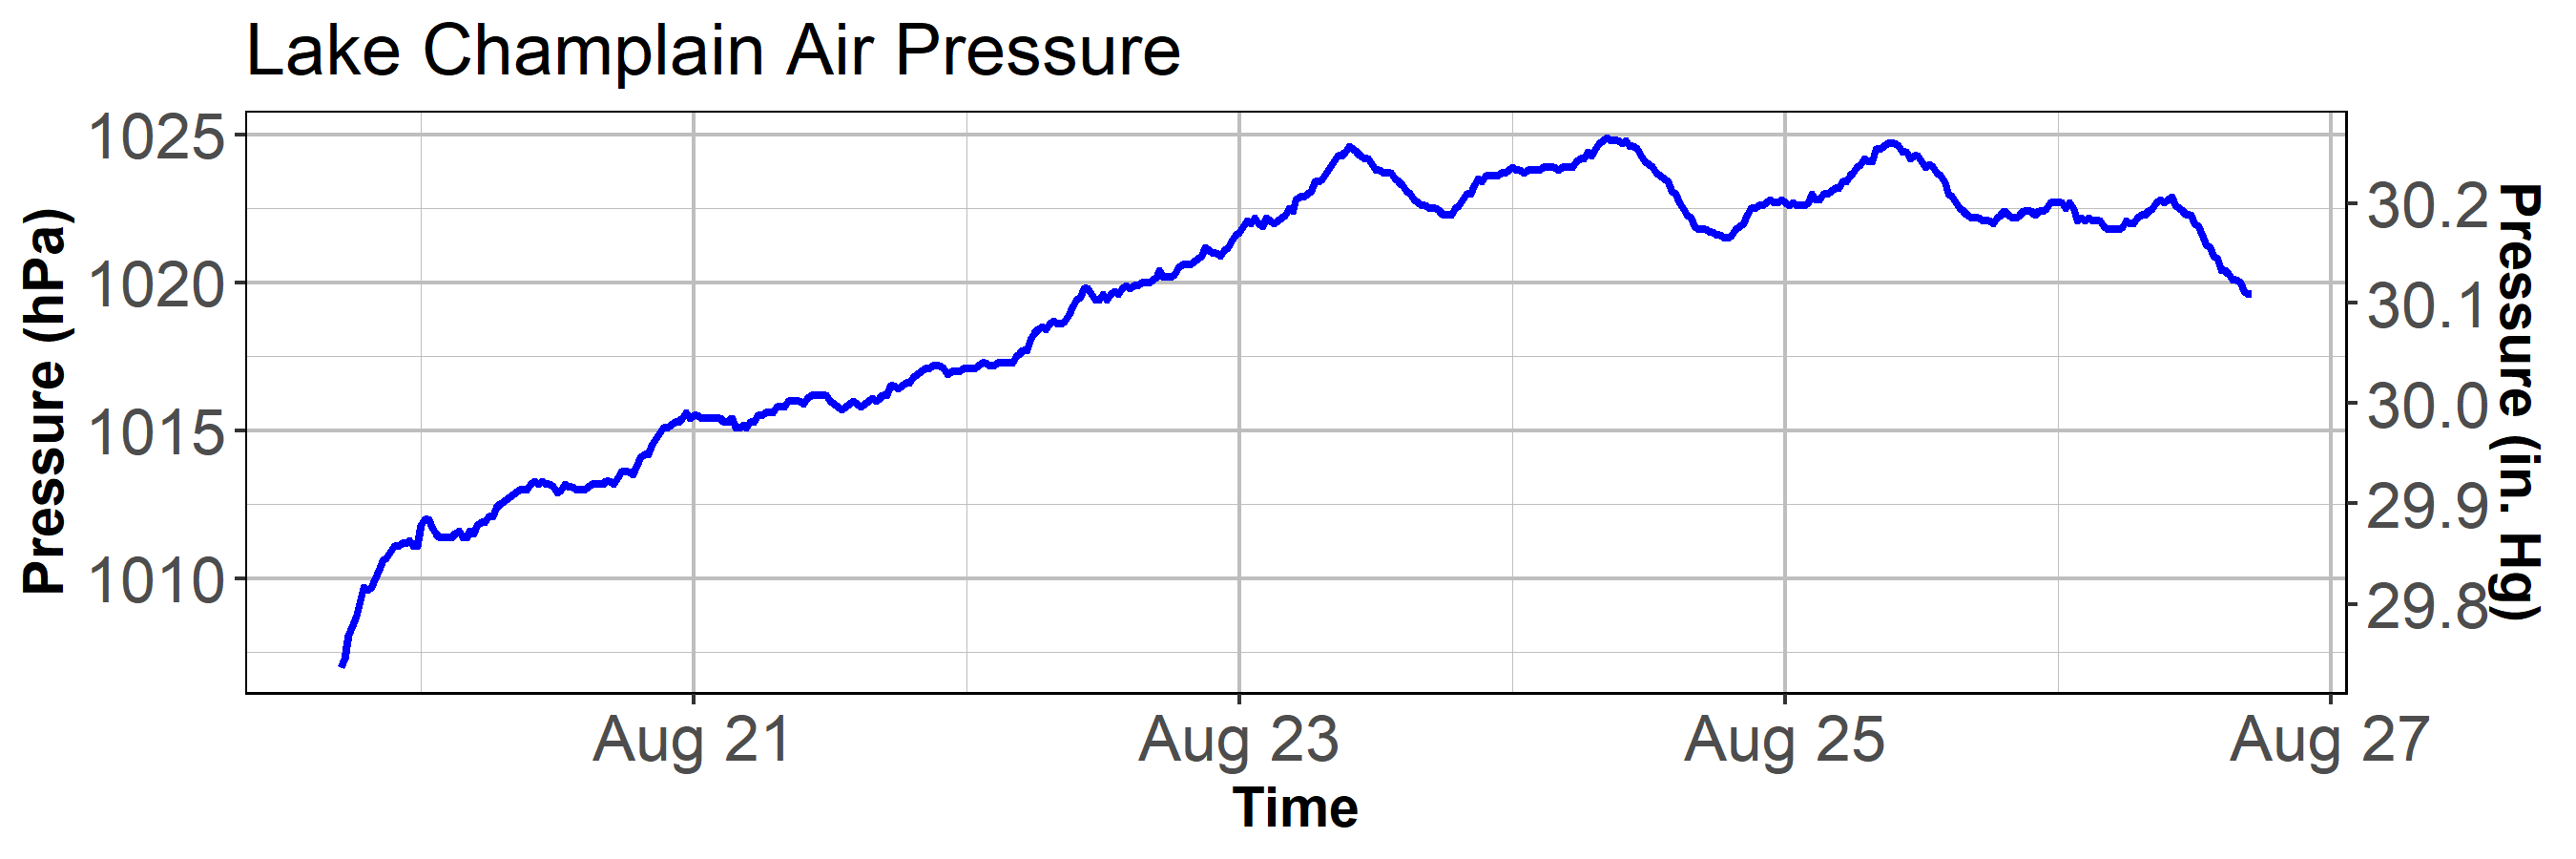 Lake Champlain Air Pressure
1025
1020
1015
1010
Pressure (hPa)
30.2
30.1
30.0
29.9
29.8
Pressure (in. Hg)
Aug 21
Aug 23
Aug 25
Aug 27
Time